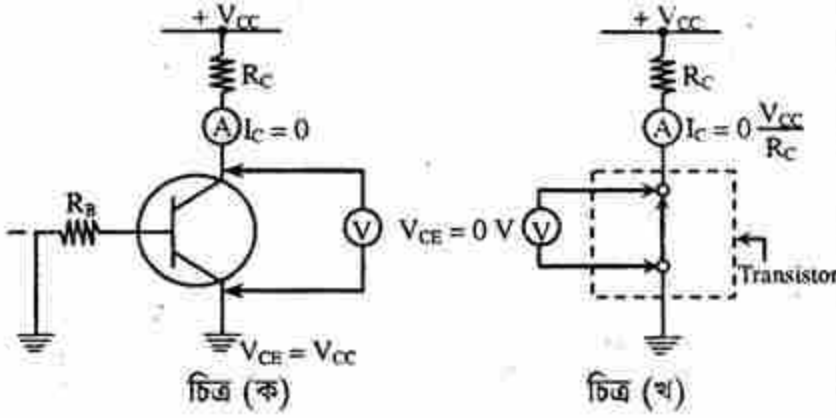 + VCC
RC
A IC = 0
RB
V
VCE = VCC
চিত্র (ক)
+ VCC
RC
A IC = 0 VCC/RC
VCE = 0 V V
Transistor
চিত্র (খ)